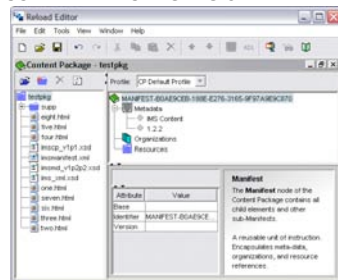 Reload Editor
File Edit Tools View Window Help
Content Package - testpkg
Profile: CP Default Profile
testpkg
supp
eight.html
five.html
four.html
imscp_v1p1.xsd
imsmanifest.xml
imsmd_v1p2p2.xsd
ims_xml.xsd
one.html
seven.html
six.html
three.html
two.html
Metadata
IMS Content
1.2.2
Organizations
Resources
Attribute Value
Base
Identifier MANIFEST-B0AE9CE...
Version
Manifest
The Manifest node of the
Content Package contains all
child elements and other
sub-Manifests.
A reusable unit of instruction.
Encapsulates meta-data,
organizations, and resource
references.